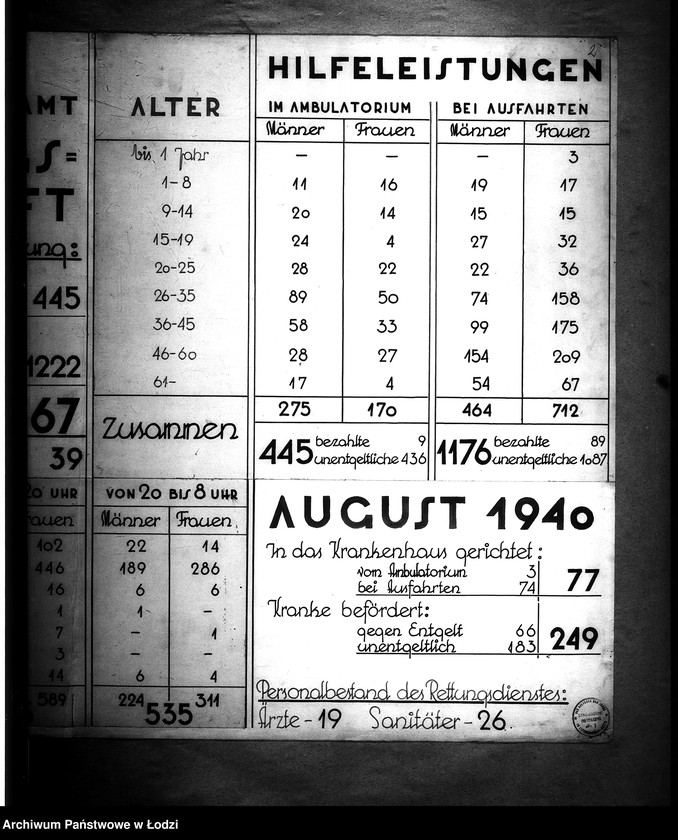 2
HILFELEISTUNGEN
AMT ALTER IM AMBULATORIUM BEI AUSFAHRTEN
Männer Frauen Männer Frauen
S= bis 1 Jahr — — — 3
1-8 11 16 19 17
FT 9-14 20 14 15 15
ung: 15-19 24 4 27 32
20-25 28 22 22 36
445 26-35 89 50 74 158
36-45 58 33 99 175
1222 46-60 28 27 154 209
61- 17 4 54 67
67 Zusammen 275 170 464 712
39 445 bezahlte 9 1176 bezahlte 89
unentgeltliche 436 unentgeltliche 1087
20 UHR VON 20 BIS 8 UHR
rauen Männer Frauen
102 22 14
446 189 286
16 6 6
1 1 -
7 - 1
3 - -
14 6 4
589 224 311
535
AUGUST 1940
In das Krankenhaus gerichtet:
vom Ambulatorium 3
bei Ausfahrten 74 77
Kranke befördert:
gegen Entgelt 66
unentgeltlich 183 249
Personalbestand des Rettungsdienstes:
Ärzte - 19 Sanitäter - 26
Archiwum Państwowe w Łodzi